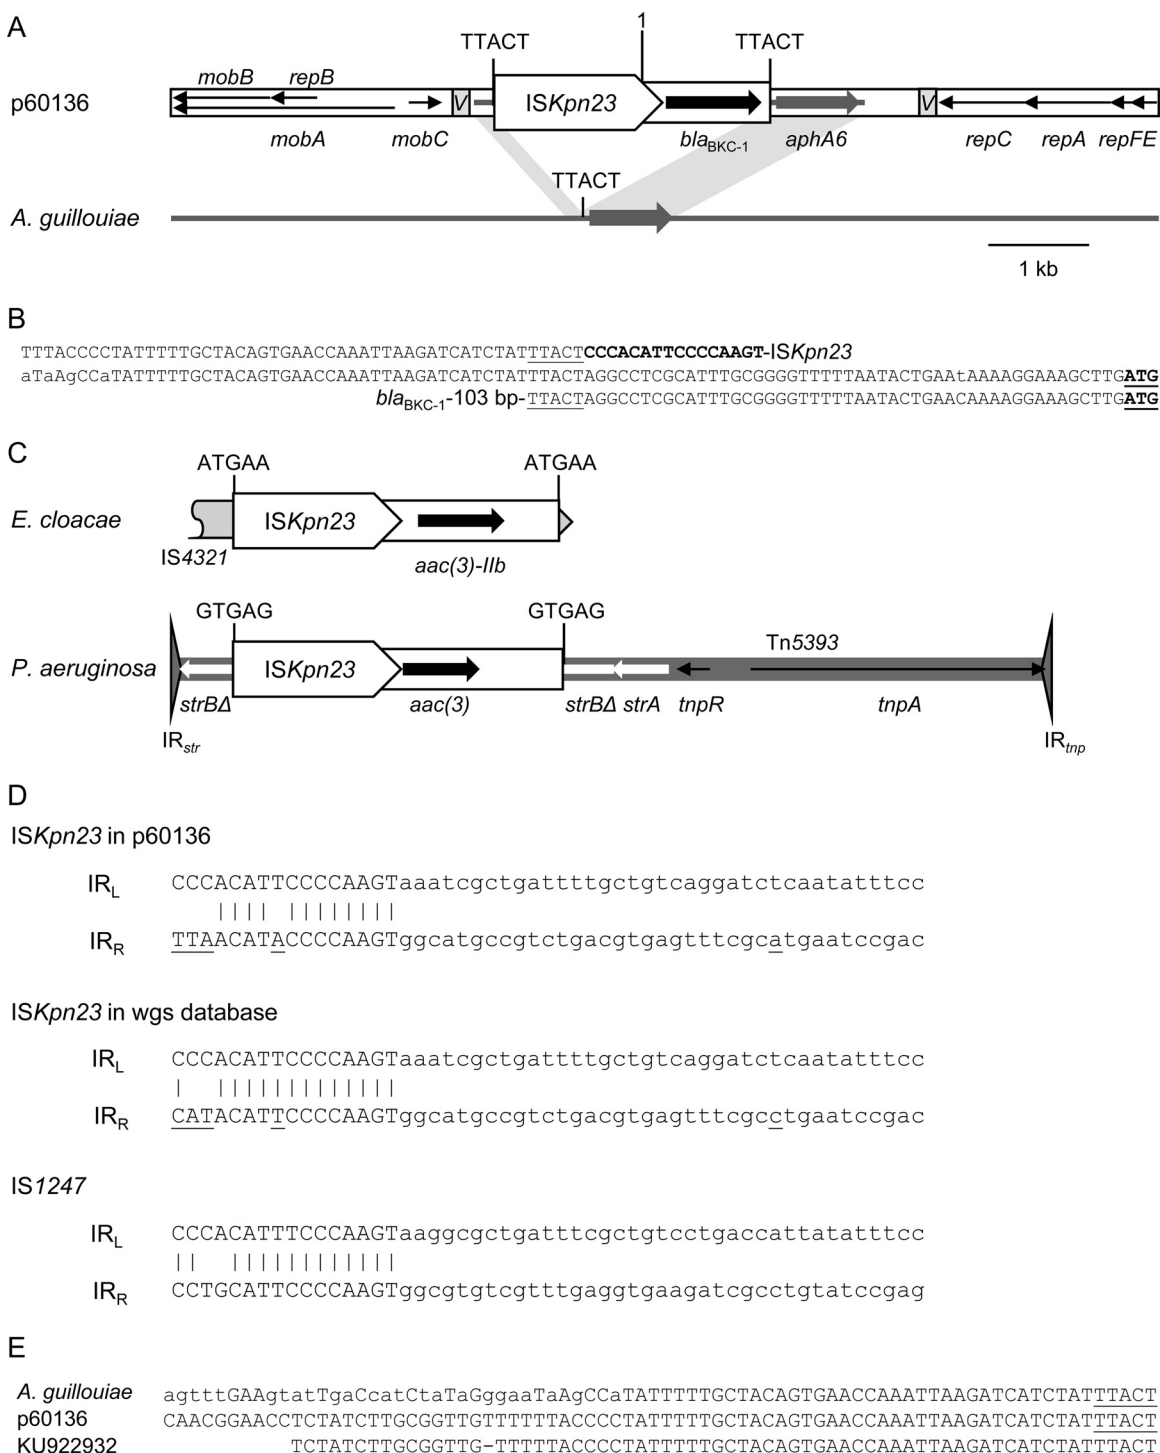 A
1
TTACT TTACT
mobB repB
p60136 V ISKpn23 V
mobA mobC blaBKC-1 aphA6 repC repA repFE
TTACT
A. guillouiae
1 kb
B
TTTACCCCTATTTTTGCTACAGTGAACCAAATTAAGATCATCTATTTACTCCCACATTCCCCAAGT-ISKpn23
aTaAgCCaTATTTTTGCTACAGTGAACCAAATTAAGATCATCTATTTACTAGGCCTCGCATTTGCGGGGTTTTTAATACTGAAtAAAAGGAAAGCTTGATG
blaBKC-1-103 bp-TTACTAGGCCTCGCATTTGCGGGGTTTTTAATACTGAACAAAAGGAAAGCTTGATG
C
ATGAA ATGAA
E. cloacae ISKpn23
IS4321 aac(3)-IIb
GTGAG GTGAG
Tn5393
P. aeruginosa ISKpn23
strBΔ aac(3) strBΔ strA tnpR tnpA
IRstr IRtnp
D
ISKpn23 in p60136
IRL CCCACATTCCCCAAGTaaatcgctgattttgctgtcaggatctcaatatttcc
IRR TTAACATACCCCAAGTggcatgccgtctgacgtgagtttcgcatgaatccgac
ISKpn23 in wgs database
IRL CCCACATTCCCCAAGTaaatcgctgattttgctgtcaggatctcaatatttcc
IRR CATACATTCCCCAAGTggcatgccgtctgacgtgagtttcgcctgaatccgac
IS1247
IRL CCCACATTTCCCAAGTaaggcgctgatttcgctgtcctgaccattatatttcc
IRR CCTGCATTCCCCAAGTggcgtgtcgtttgaggtgaagatcgcctgtatccgag
E
A. guillouiae agtttGAAgtatTgaCcatCtaTaGggaaTaAgCCaTATTTTTGCTACAGTGAACCAAATTAAGATCATCTATTTACT
p60136 CAACGGAACCTCTATCTTGCGGTTGTTTTTTACCCCTATTTTTGCTACAGTGAACCAAATTAAGATCATCTATTTACT
KU922932 TCTATCTTGCGGTTG-TTTTTACCCCTATTTTTGCTACAGTGAACCAAATTAAGATCATCTATTTACT